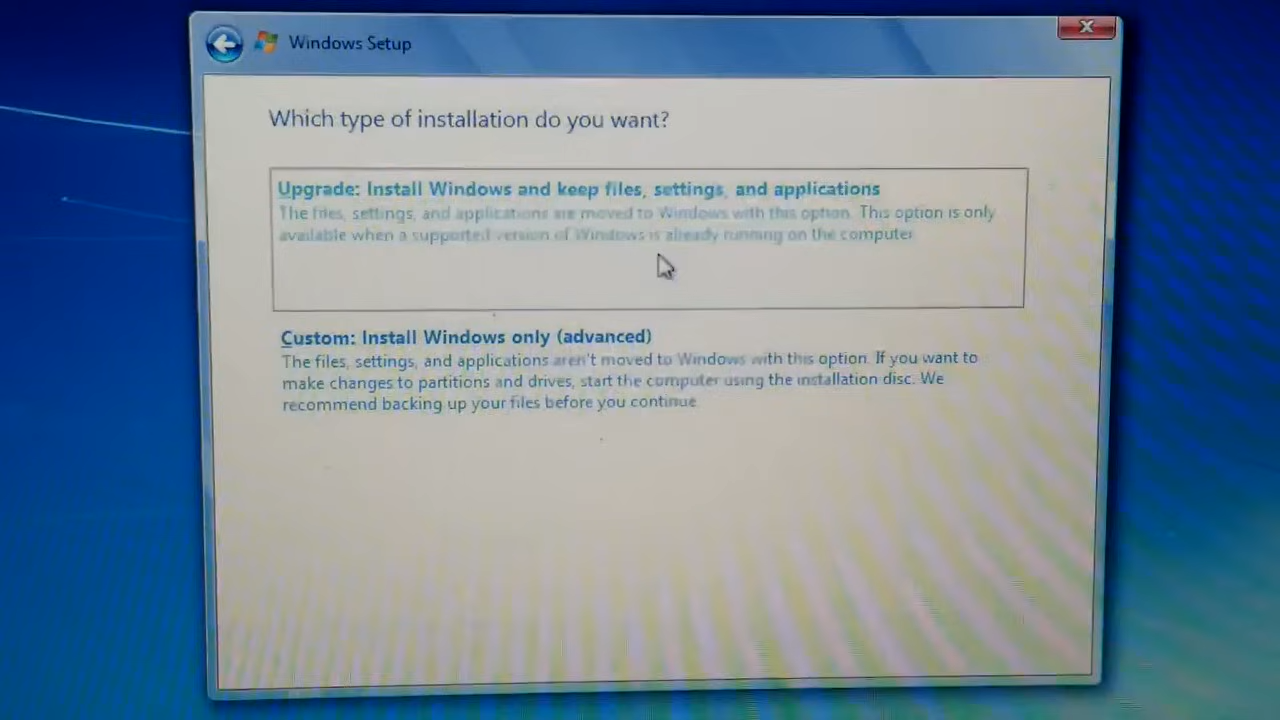 Windows Setup
Which type of installation do you want?
Upgrade: Install Windows and keep files, settings, and applications
The files, settings, and applications are moved to Windows with this option. This option is only
available when a supported version of Windows is already running on the computer.
Custom: Install Windows only (advanced)
The files, settings, and applications aren't moved to Windows with this option. If you want to
make changes to partitions and drives, start the computer using the installation disc. We
recommend backing up your files before you continue.